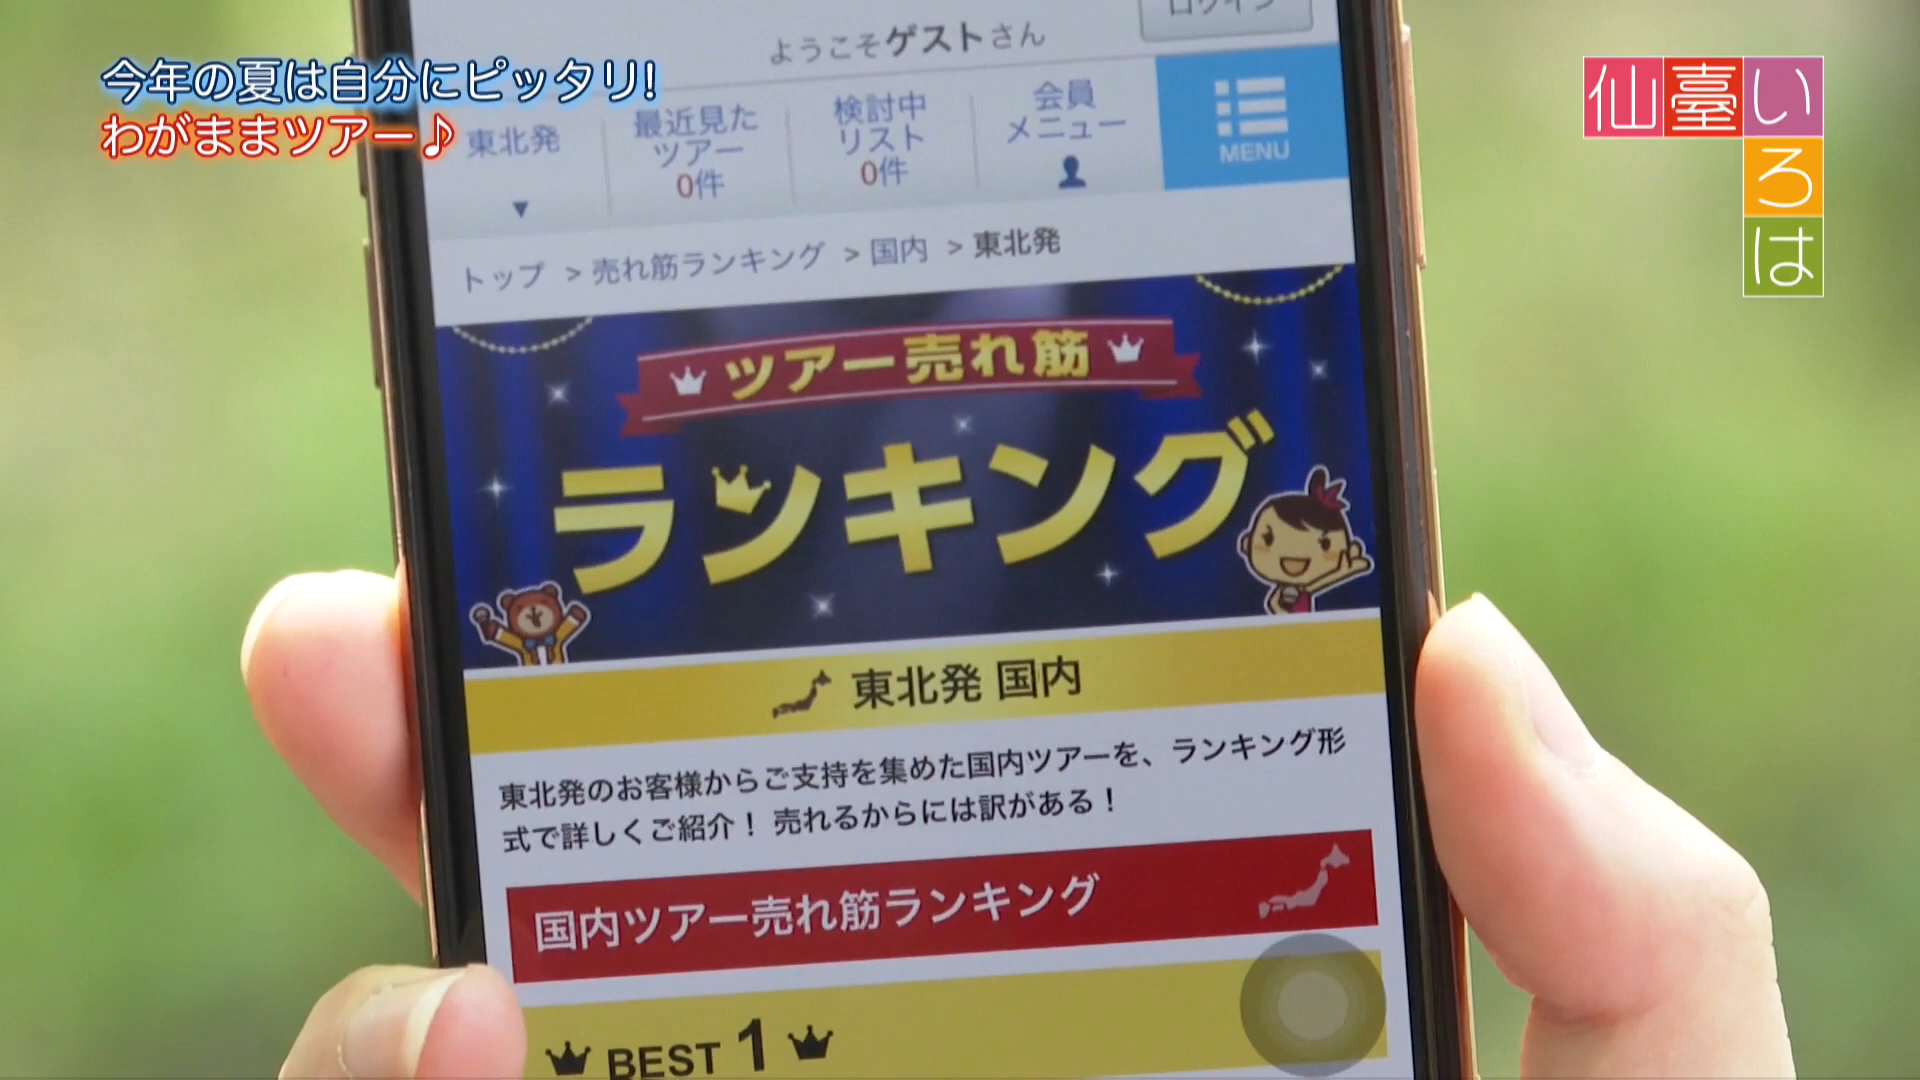 今年の夏は自分にピッタリ!
わがままツアー♪
仙臺いろは
ログイン
ようこそゲストさん
東北発
▼
最近見た
ツアー
0件
検討中
リスト
0件
会員
メニュー
MENU
トップ > 売れ筋ランキング > 国内 > 東北発
ツアー売れ筋
ランキング
東北発 国内
東北発のお客様からご支持を集めた国内ツアーを、ランキング形
式で詳しくご紹介！ 売れるからには訳がある！
国内ツアー売れ筋ランキング
BEST 1